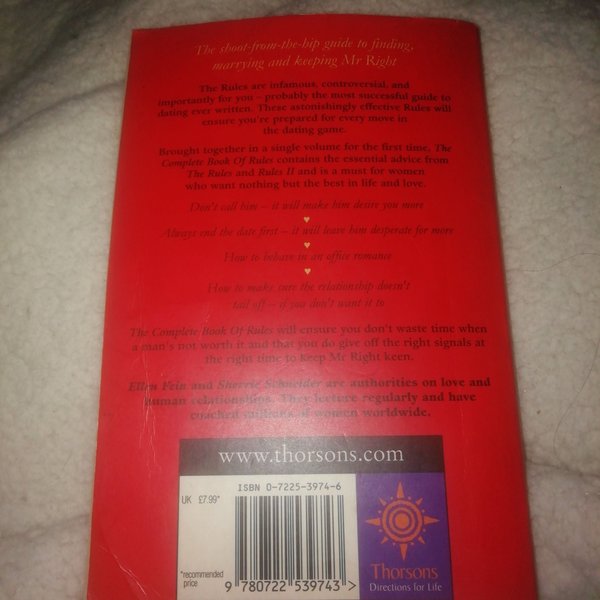 The shoot-from-the-hip guide to finding,
marrying and keeping Mr Right
The Rules are infamous, controversial, and
importantly for you – probably the most successful guide to
dating ever written. These astonishingly effective Rules will
ensure you're prepared for every move in
the dating game.
Brought together in a single volume for the first time, The
Complete Book Of Rules contains the essential advice from
The Rules and Rules II and is a must for women
who want nothing but the best in life and love.
Don't call him – it will make him desire you more
Always end the date first – it will leave him desperate for more
How to behave in an office romance
How to make sure the relationship doesn't
tail off – if you don't want it to
The Complete Book Of Rules will ensure you don't waste time when
a man's not worth it and that you do give off the right signals at
the right time to keep Mr Right keen.
Ellen Fein and Sherrie Schneider are authorities on love and
human relationships. They lecture regularly and have
coached millions of women worldwide.
www.thorsons.com
ISBN 0-7225-3974-6
UK £7.99*
*recommended
price
9 780722 539743 >
Thorsons
Directions for Life